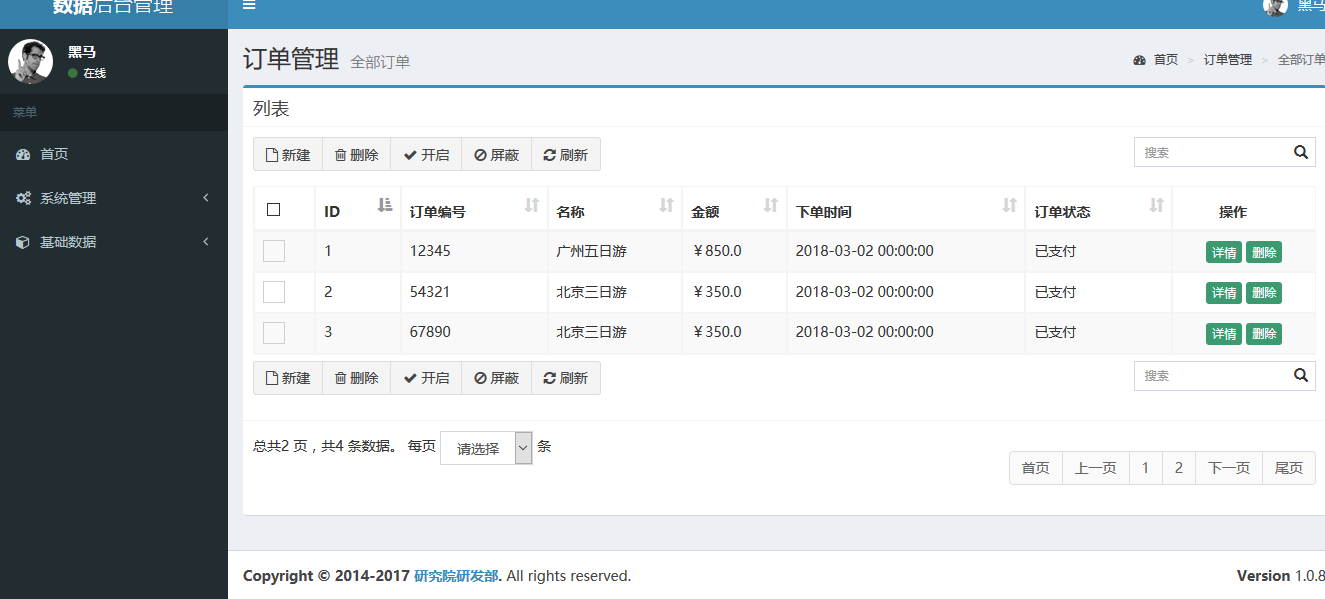 数据后台管理
黑马
黑马
在线
菜单
首页
系统管理
基础数据
订单管理 全部订单
首页 > 订单管理 > 全部订单
列表
新建 删除 开启 屏蔽 刷新
搜索
ID 订单编号 名称 金额 下单时间 订单状态 操作
1 12345 广州五日游 ￥850.0 2018-03-02 00:00:00 已支付 详情 删除
2 54321 北京三日游 ￥350.0 2018-03-02 00:00:00 已支付 详情 删除
3 67890 北京三日游 ￥350.0 2018-03-02 00:00:00 已支付 详情 删除
新建 删除 开启 屏蔽 刷新
搜索
总共2 页，共4 条数据。 每页 请选择 条
首页 上一页 1 2 下一页 尾页
Copyright © 2014-2017 研究院研发部. All rights reserved.
Version 1.0.8